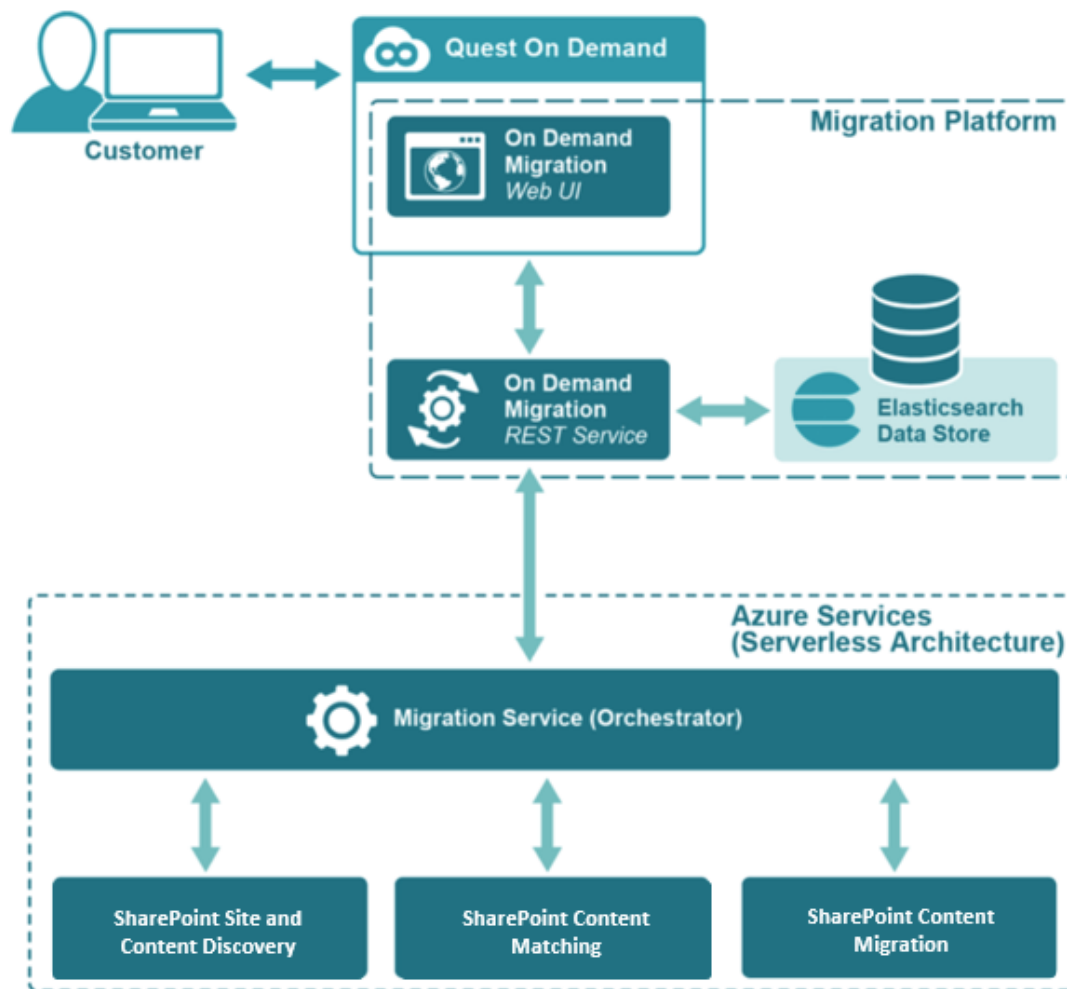 Quest On Demand
Customer
Migration Platform
On Demand
Migration
Web UI
On Demand
Migration
REST Service
Elasticsearch
Data Store
Azure Services
(Serverless Architecture)
Migration Service (Orchestrator)
SharePoint Site and
Content Discovery
SharePoint Content
Matching
SharePoint Content
Migration